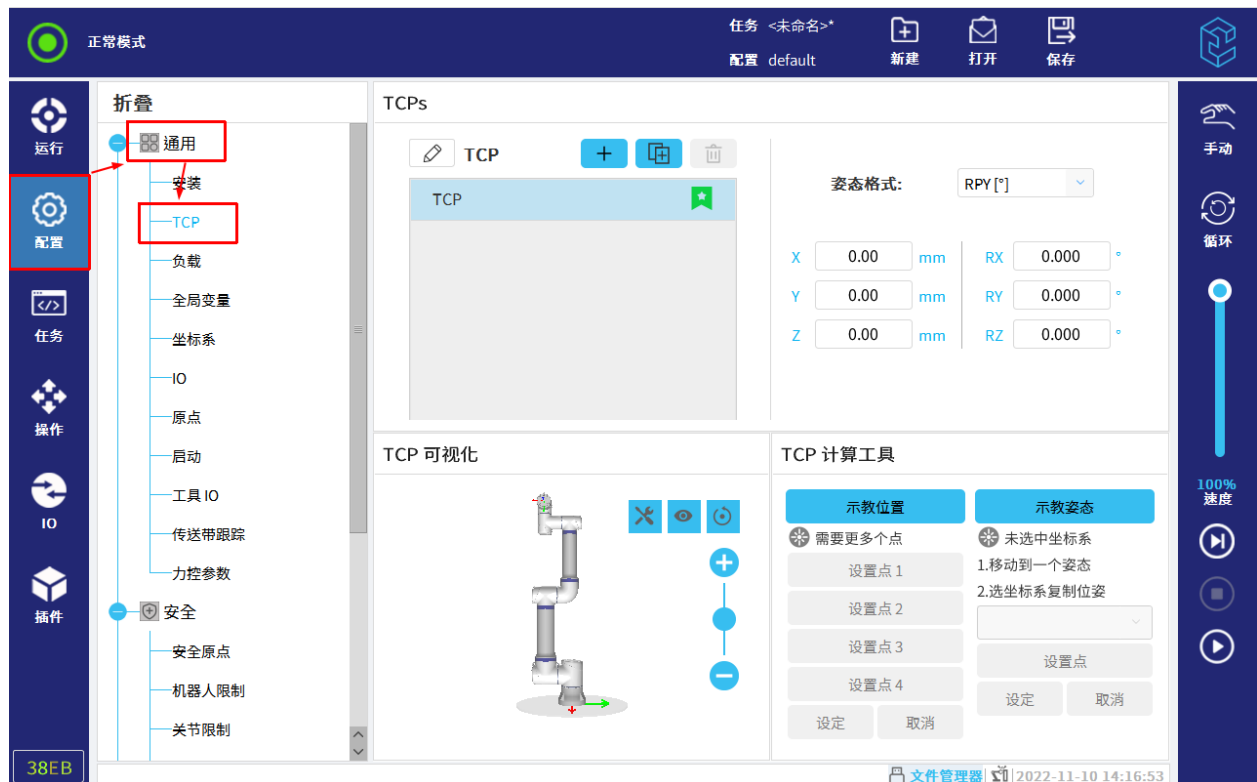 正常模式
任务 <未命名>*
配置 default
新建
打开
保存
运行
配置
任务
操作
IO
插件
38EB
折叠
通用
安装
TCP
负载
全局变量
坐标系
IO
原点
启动
工具 IO
传送带跟踪
力控参数
安全
安全原点
机器人限制
关节限制
TCPs
TCP
TCP
姿态格式: RPY [°]
X 0.00 mm RX 0.000 °
Y 0.00 mm RY 0.000 °
Z 0.00 mm RZ 0.000 °
TCP 可视化
TCP 计算工具
示教位置
需要更多个点
设置点 1
设置点 2
设置点 3
设置点 4
设定 取消
示教姿态
未选中坐标系
1.移动到一个姿态
2.选坐标系复制位姿
设置点
设定 取消
手动
循环
100%
速度
文件管理器 2022-11-10 14:16:53